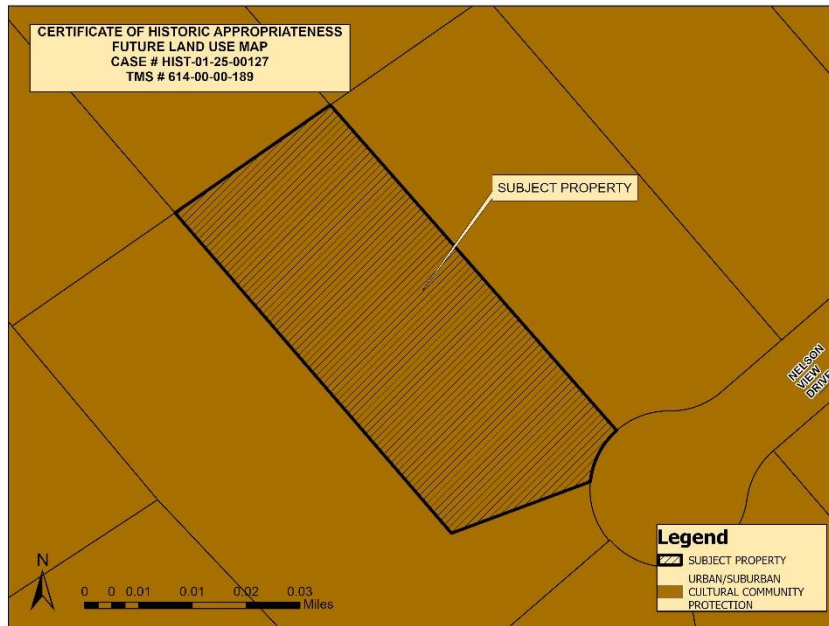 CERTIFICATE OF HISTORIC APPROPRIATENESS
FUTURE LAND USE MAP
CASE # HIST-01-25-00127
TMS # 614-00-00-189
SUBJECT PROPERTY
NELSON
VIEW
DRIVE
Legend
SUBJECT PROPERTY
URBAN/SUBURBAN
CULTURAL COMMUNITY
PROTECTION
N
0 0 0.01 0.01 0.02 0.03
Miles